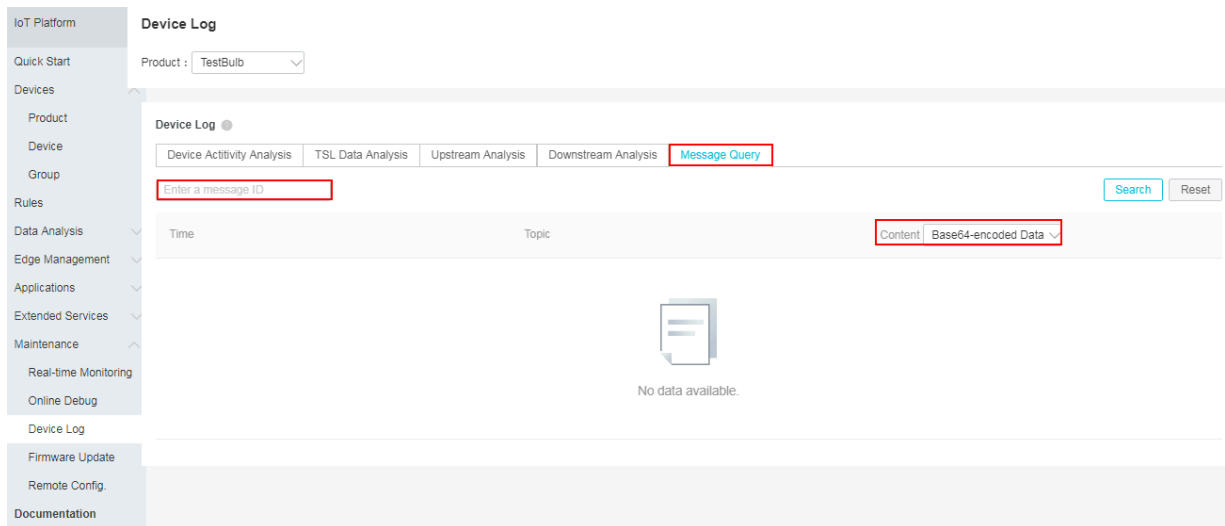 IoT Platform
Quick Start
Devices
Product
Device
Group
Rules
Data Analysis
Edge Management
Applications
Extended Services
Maintenance
Real-time Monitoring
Online Debug
Device Log
Firmware Update
Remote Config.
Documentation
Device Log
Product : TestBulb
Device Log
Device Actitivity Analysis TSL Data Analysis Upstream Analysis Downstream Analysis Message Query
Enter a message ID Search Reset
Time Topic Content Base64-encoded Data
No data available.